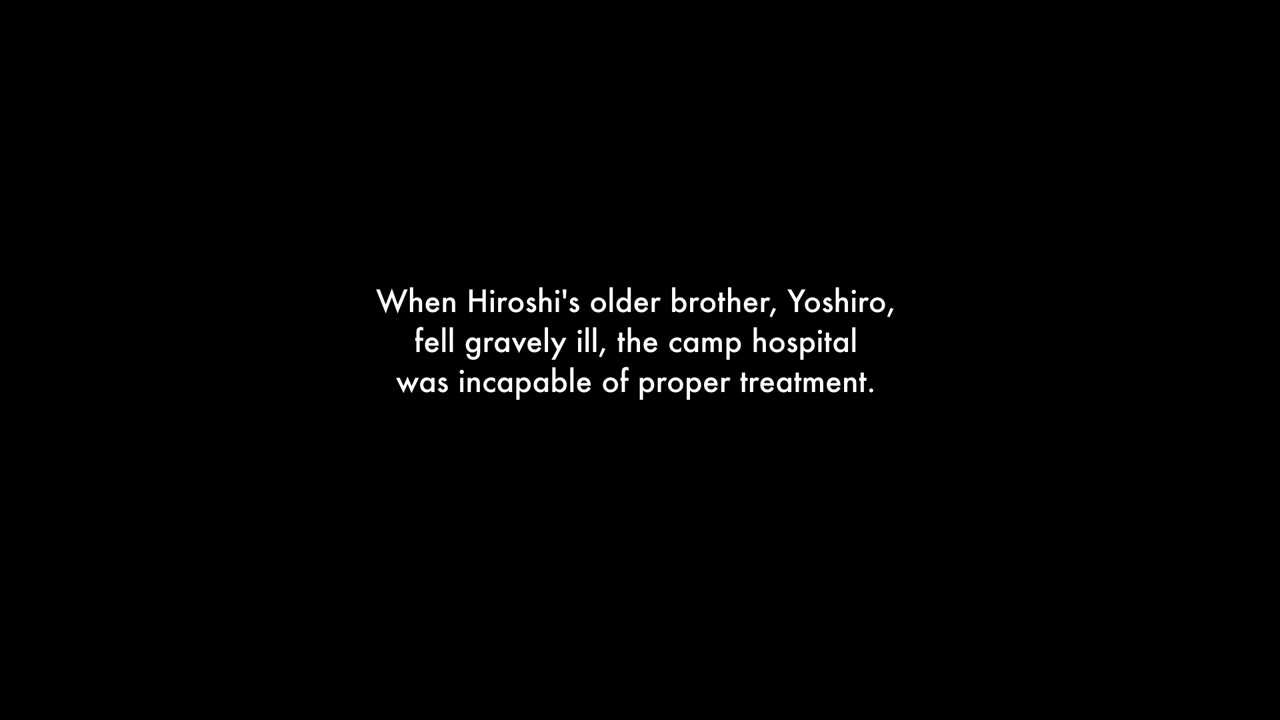 When Hiroshi's older brother, Yoshiro,
fell gravely ill, the camp hospital
was incapable of proper treatment.